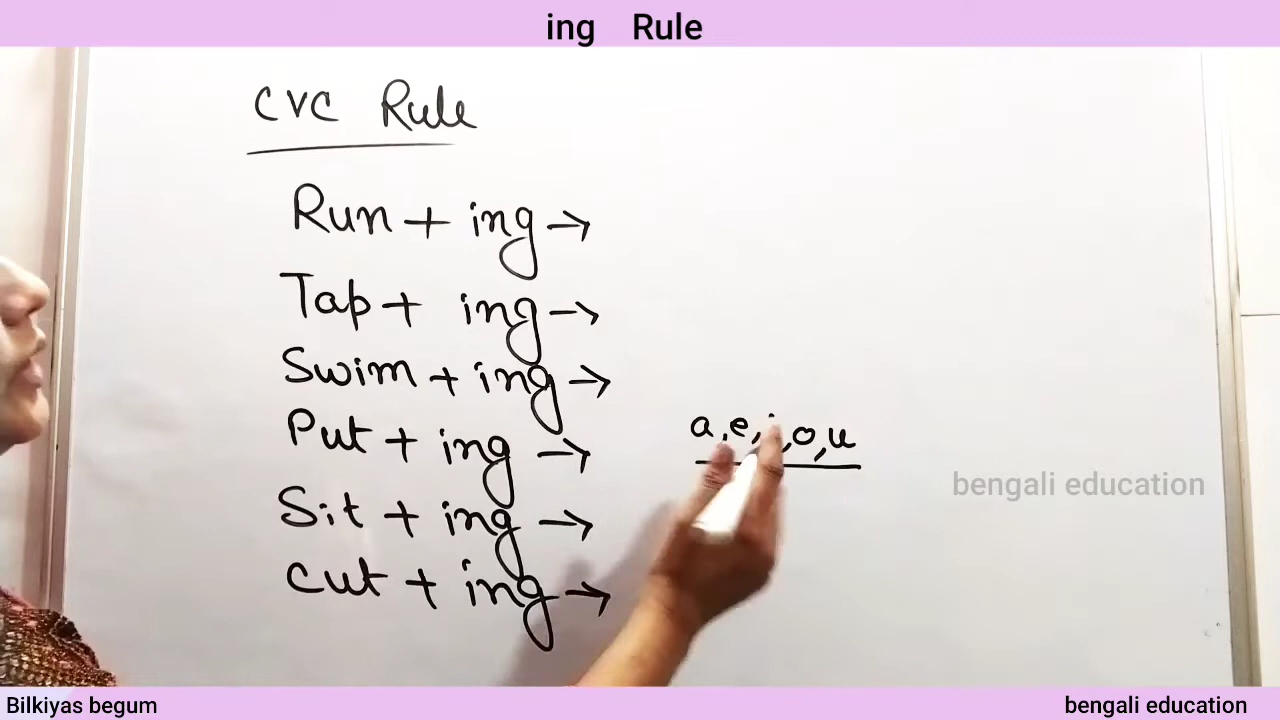 ing Rule
CVC Rule
Run + ing →
Tap + ing →
Swim + ing →
Put + ing →
a, e, i, o, u
Sit + ing →
Cut + ing →
bengali education
Bilkiyas begum
bengali education